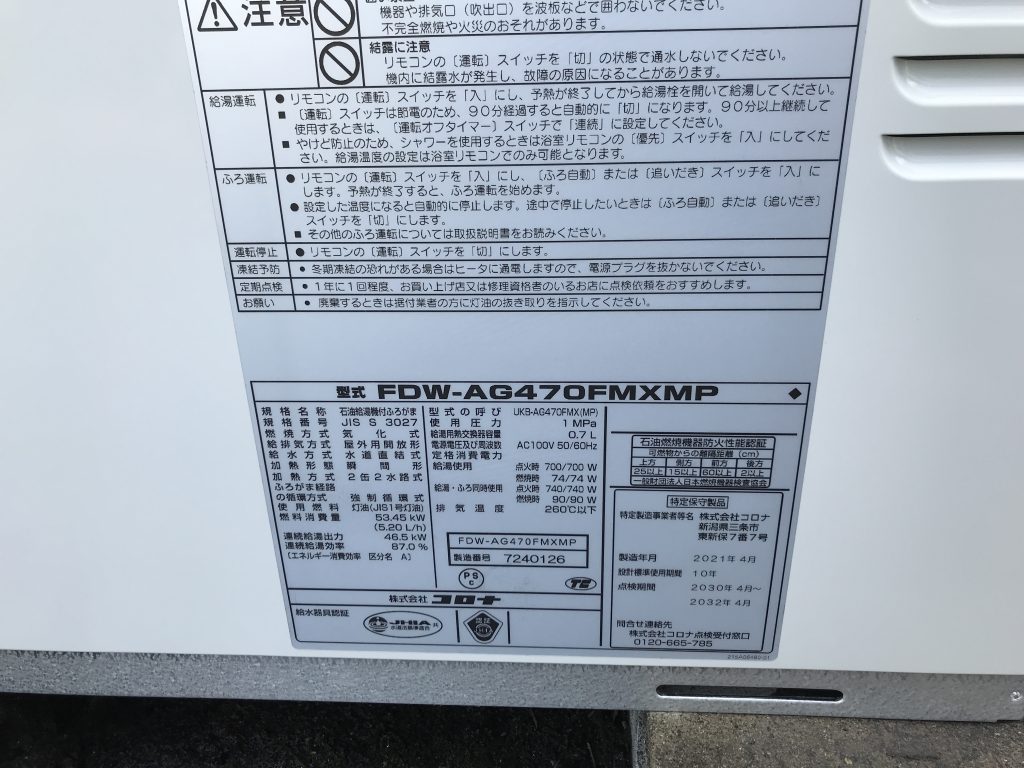 注意
機器や排気口（吹出口）を波板などで囲わないでください。
不完全燃焼や火災のおそれがあります。
結露に注意
リモコンの〔運転〕スイッチを「切」の状態で通水しないでください。
機内に結露水が発生し、故障の原因になることがあります。
給湯運転
● リモコンの〔運転〕スイッチを「入」にし、予熱が終了してから給湯栓を開いて給湯してください。
■〔運転〕スイッチは節電のため、90分経過すると自動的に「切」になります。90分以上継続して
使用するときは、〔運転オフタイマー〕スイッチで「連続」に設定してください。
■ やけど防止のため、シャワーを使用するときは浴室リモコンの〔優先〕スイッチを「入」にしてくだ
さい。給湯温度の設定は浴室リモコンでのみ可能となります。
ふろ運転
● リモコンの〔運転〕スイッチを「入」にし、〔ふろ自動〕または〔追いだき〕スイッチを「入」に
します。予熱が終了すると、ふろ運転を始めます。
● 設定した温度になると自動的に停止します。途中で停止したいときは〔ふろ自動〕または〔追いだき〕
スイッチを「切」にします。
■ その他のふろ運転については取扱説明書をお読みください。
運転停止 ● リモコンの〔運転〕スイッチを「切」にします。
凍結予防 • 冬期凍結の恐れがある場合はヒータに通電しますので、電源プラグを抜かないでください。
定期点検 • 1年に1回程度、お買い上げ店又は修理資格者のいるお店に点検依頼をおすすめします。
お願い • 廃棄するときは据付業者の方に灯油の抜き取りを指示してください。
型式 FDW-AG470FMXMP ◆
規格名称 石油給湯機付ふろがま
規格番号 JIS S 3027
燃焼方式 気化式
給排気方式 屋外用開放形
給水方式 水道直結式
加熱形態 瞬間形
加熱方式 2缶2水路式
ふろがま経路
の循環方式 強制循環式
使用燃料 灯油(JIS1号灯油)
燃料消費量 53.45 kW
(5.20 L/h)
連続給湯出力 46.5 kW
連続給湯効率 87.0 %
〔エネルギー消費効率 区分名 A〕
型式の呼び UKB-AG470FMX(MP)
使用圧力 1 MPa
給湯用熱交換器容量 0.7 L
電源電圧及び周波数 AC100V 50/60Hz
定格消費電力
給湯使用 点火時 700/700 W
燃焼時 74/74 W
給湯・ふろ同時使用 点火時 740/740 W
燃焼時 90/90 W
排気温度 260℃以下
FDW-AG470FMXMP
製造番号 7240126
PS
C
株式会社 コロナ
給水器具認証
JHIA
認証
石油燃焼機器防火性能認証
可燃物からの離隔距離 (cm)
上方 側方 前方 後方
25以上 15以上 60以上 2以上
一般財団法人日本燃焼機器検査協会
特定保守製品
特定製造事業者等名 株式会社コロナ
新潟県三条市
東新保7番7号
製造年月 2021年4月
設計標準使用期間 10年
点検期間 2030年4月〜
2032年4月
問合せ連絡先
株式会社コロナ点検受付窓口
0120-665-785